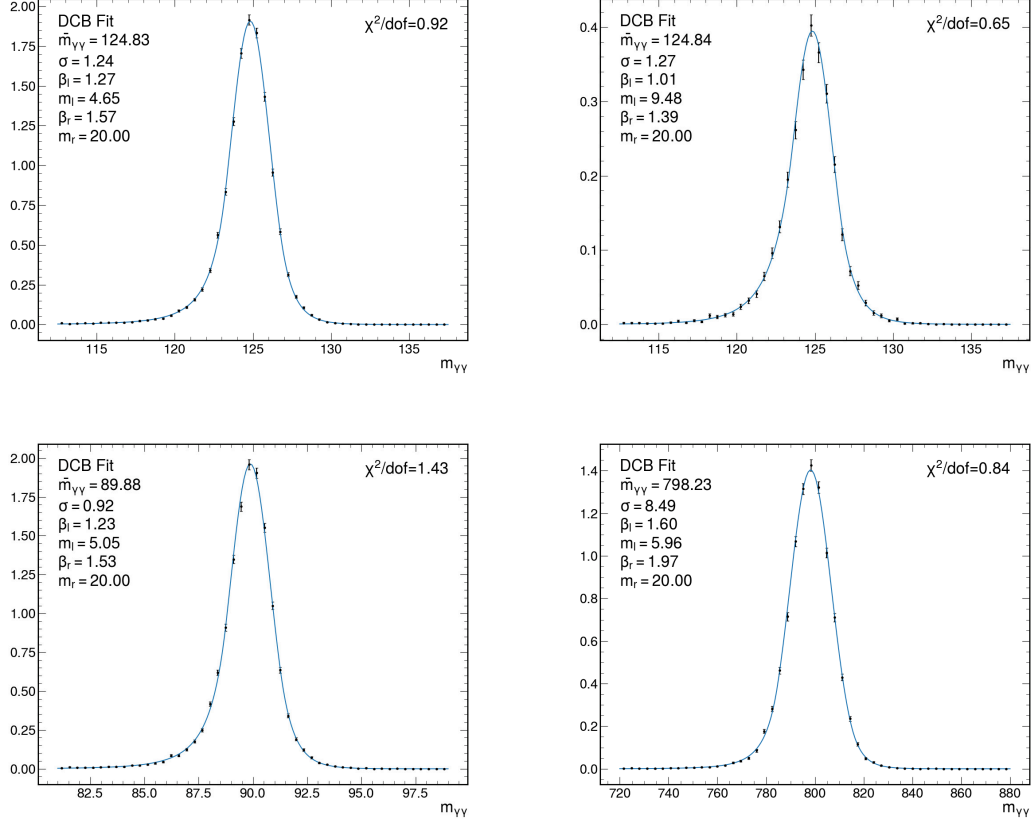 DCB Fit
m̄γγ = 124.83
σ = 1.24
βl = 1.27
ml = 4.65
βr = 1.57
mr = 20.00
χ²/dof=0.92
2.00
1.75
1.50
1.25
1.00
0.75
0.50
0.25
0.00
115 120 125 130 135
mγγ
DCB Fit
m̄γγ = 124.84
σ = 1.27
βl = 1.01
ml = 9.48
βr = 1.39
mr = 20.00
χ²/dof=0.65
0.4
0.3
0.2
0.1
0.0
115 120 125 130 135
mγγ
DCB Fit
m̄γγ = 89.88
σ = 0.92
βl = 1.23
ml = 5.05
βr = 1.53
mr = 20.00
χ²/dof=1.43
2.00
1.75
1.50
1.25
1.00
0.75
0.50
0.25
0.00
82.5 85.0 87.5 90.0 92.5 95.0 97.5
mγγ
DCB Fit
m̄γγ = 798.23
σ = 8.49
βl = 1.60
ml = 5.96
βr = 1.97
mr = 20.00
χ²/dof=0.84
1.4
1.2
1.0
0.8
0.6
0.4
0.2
0.0
720 740 760 780 800 820 840 860 880
mγγ